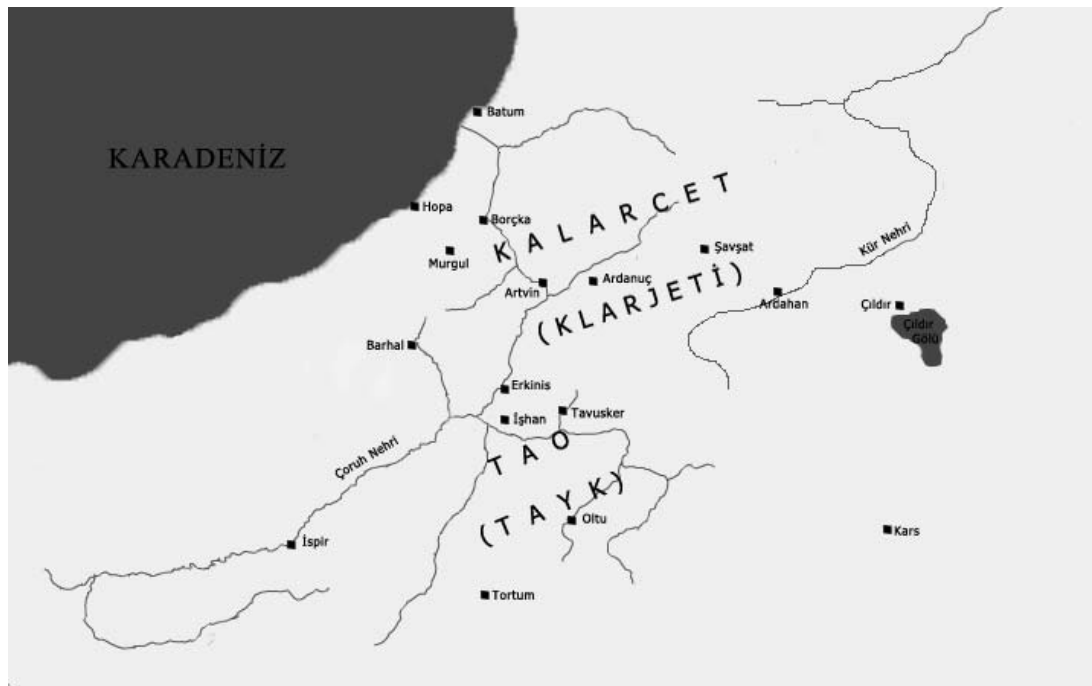 Batum
KARADENİZ
Hopa
Borçka
KALARCET
Murgul
Şavşat
Kür Nehri
Artvin
Ardanuç
(KLARJETİ)
Ardahan
Çıldır
Çıldır
Gölü
Barhal
Erkinis
İşhan
Tavusker
TAO
Çoruh Nehri
(TAYK)
Oltu
Kars
İspir
Tortum